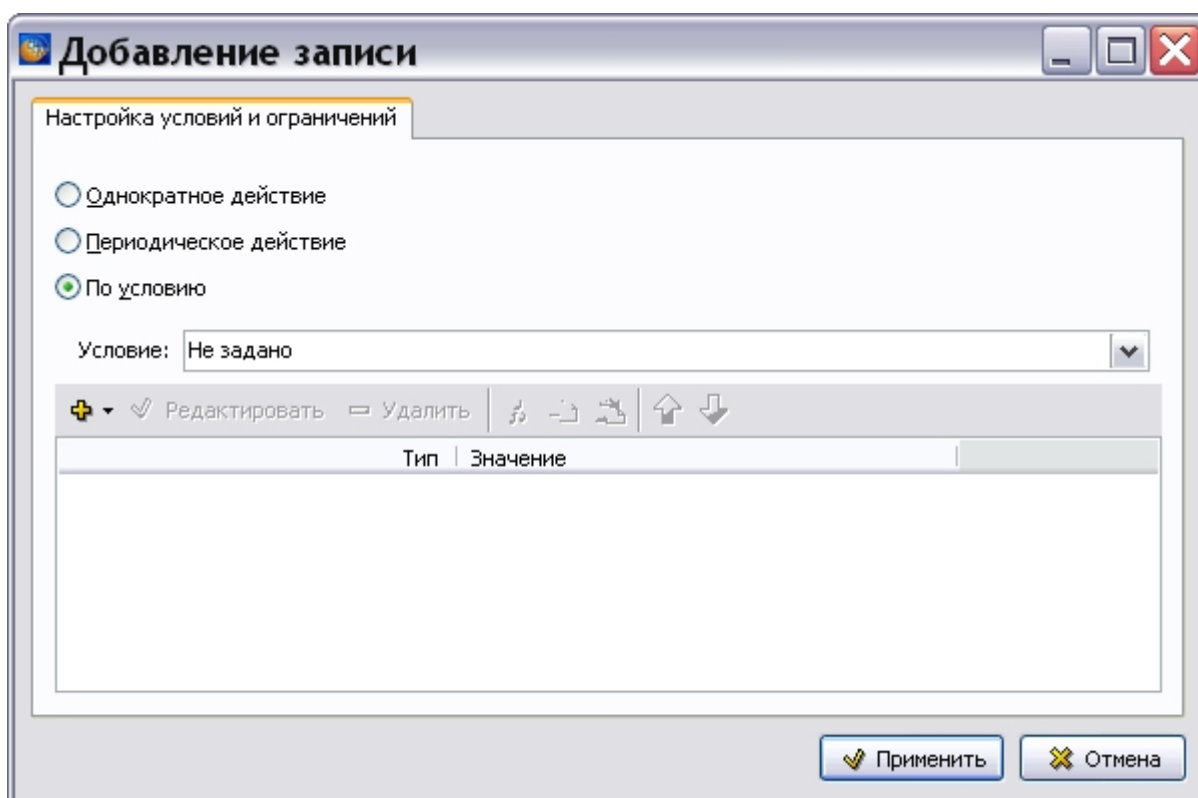 Добавление записи
Настройка условий и ограничений
Однократное действие
Периодическое действие
По условию
Условие: Не задано
Редактировать Удалить
Тип Значение
Применить Отмена